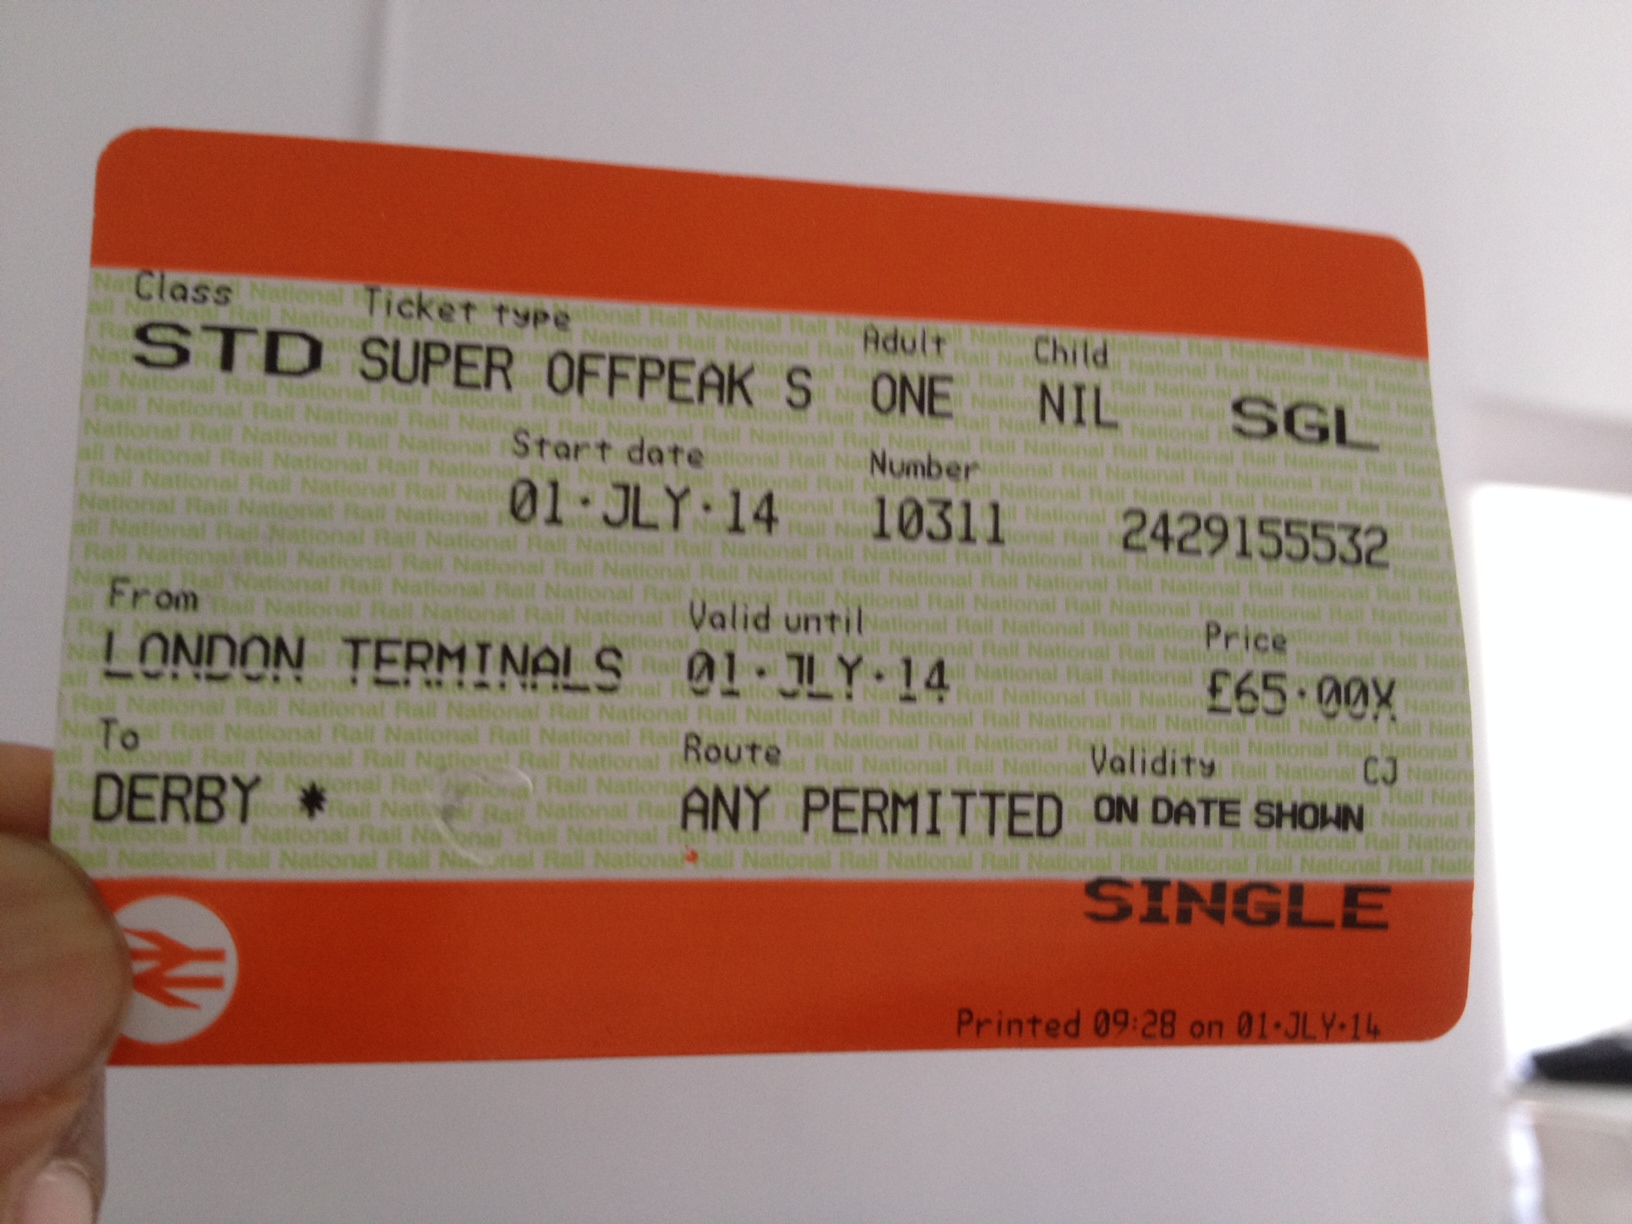 Class Ticket type Adult Child
STD SUPER OFFPEAK S ONE NIL SGL
Start date Number
01·JLY·14 10311 2429155532
From Valid until Price
LONDON TERMINALS 01·JLY·14 £65·00X
To Route Validity CJ
DERBY * ANY PERMITTED ON DATE SHOWN
SINGLE
Printed 09:28 on 01·JLY·14